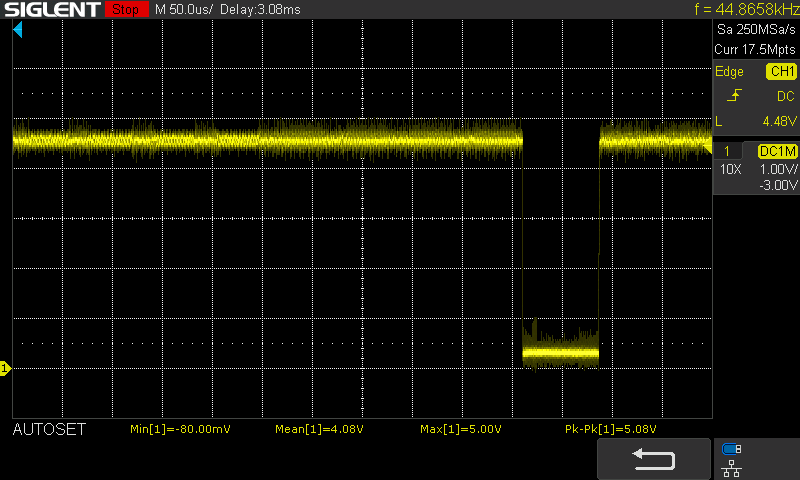 SIGLENT Stop M 50.0us/ Delay:3.08ms f = 44.8658kHz
Sa 250MSa/s
Curr 17.5Mpts
Edge CH1
DC
L 4.48V
1 DC1M
10X 1.00V/
-3.00V
1
AUTOSET Min[1]=-80.00mV Mean[1]=4.08V Max[1]=5.00V Pk-Pk[1]=5.08V